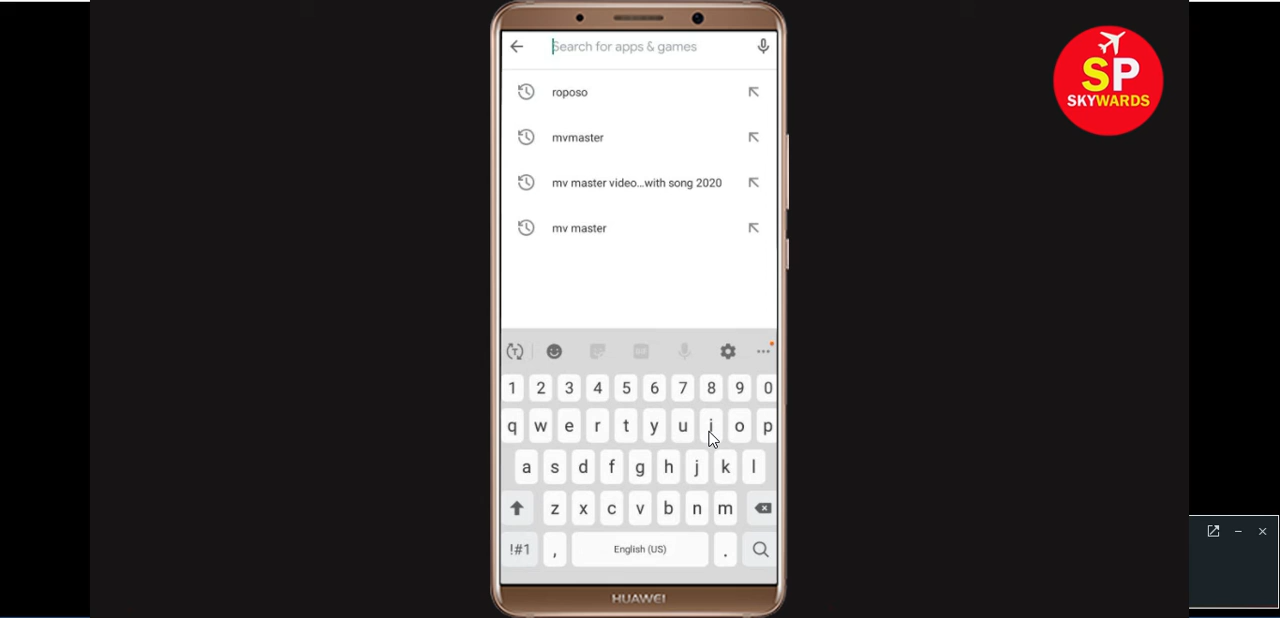 Search for apps & games
roposo
mvmaster
mv master video...with song 2020
mv master
1 2 3 4 5 6 7 8 9 0
q w e r t y u i o p
a s d f g h j k l
z x c v b n m
!#1 , English (US) .
HUAWEI
SP
SKYWARDS